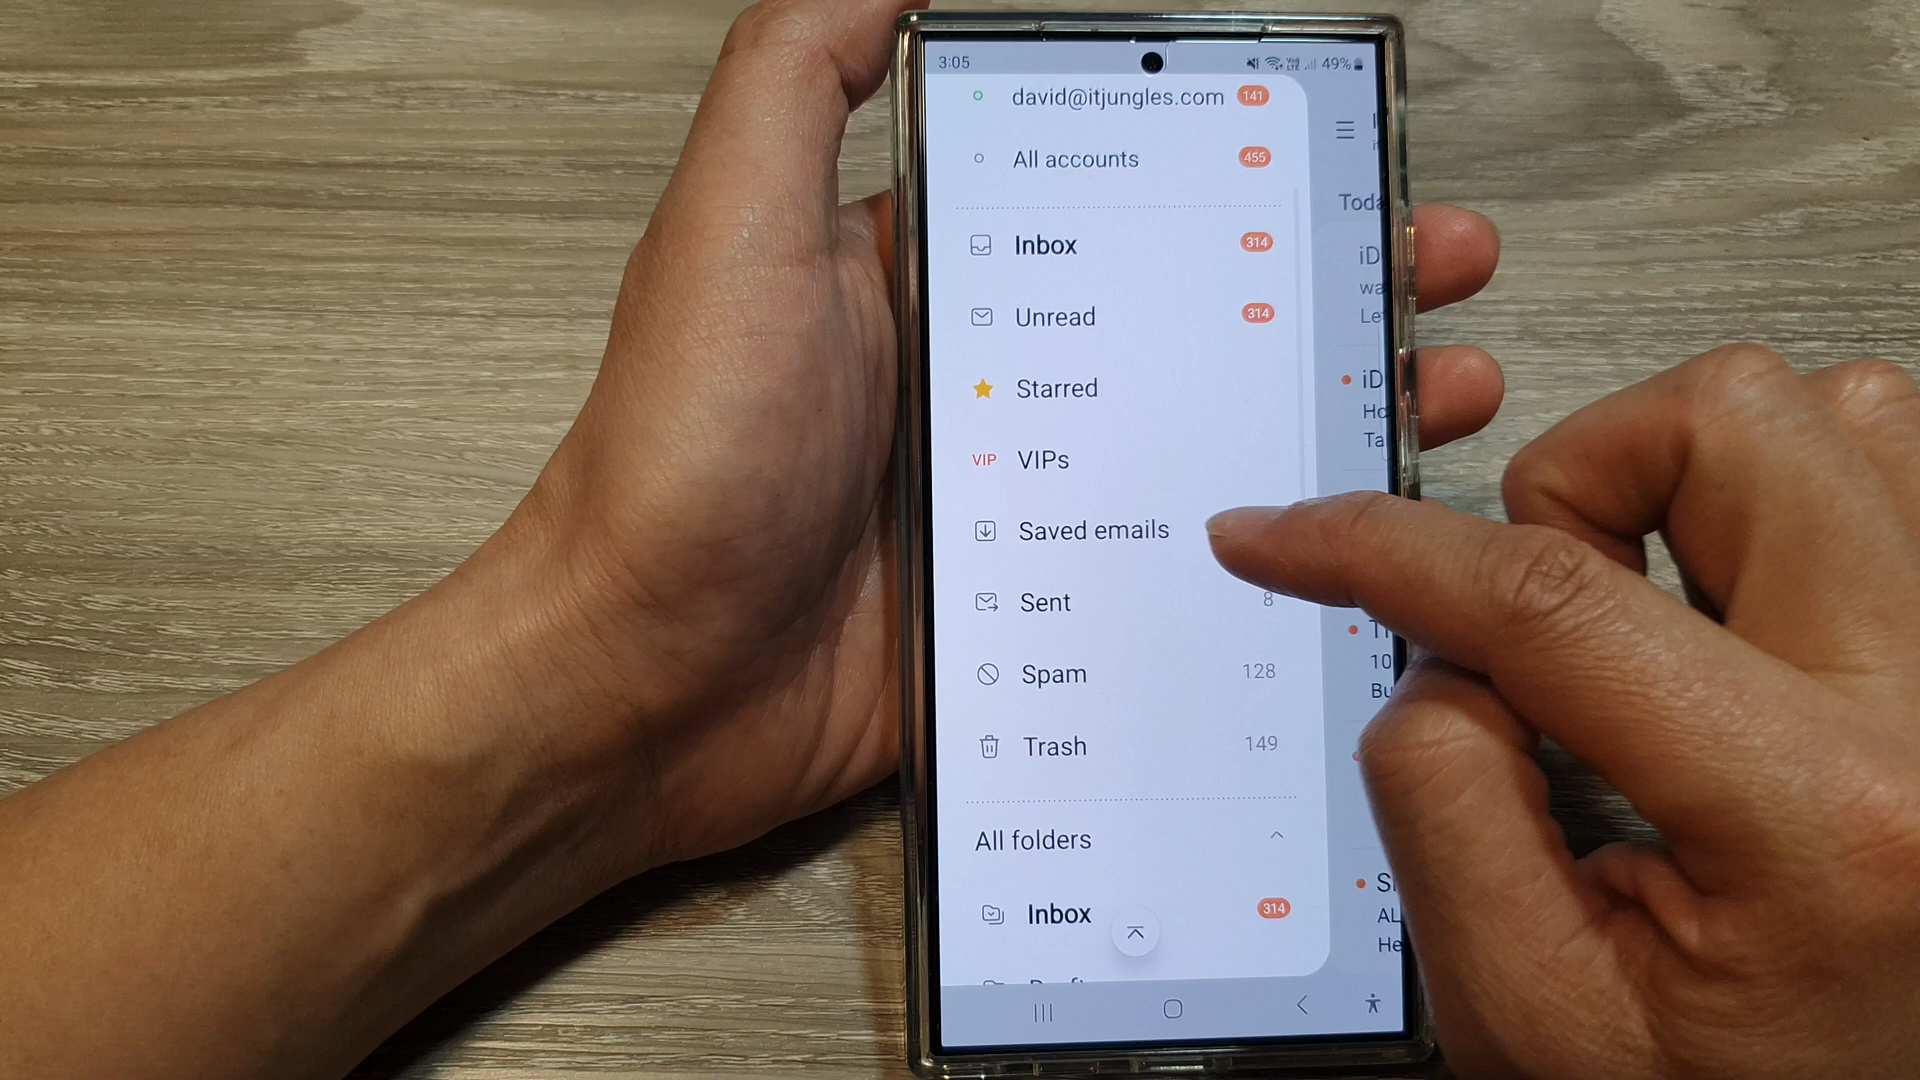 3:05 49%
david@itjungles.com 141
All accounts 455
Inbox 314
Unread 314
Starred
VIP VIPs
Saved emails
Sent 8
Spam 128
Trash 149
All folders
Inbox 314
Toda
iD
wa
Le
iD
Ho
Ta
10
Bu
AL
He